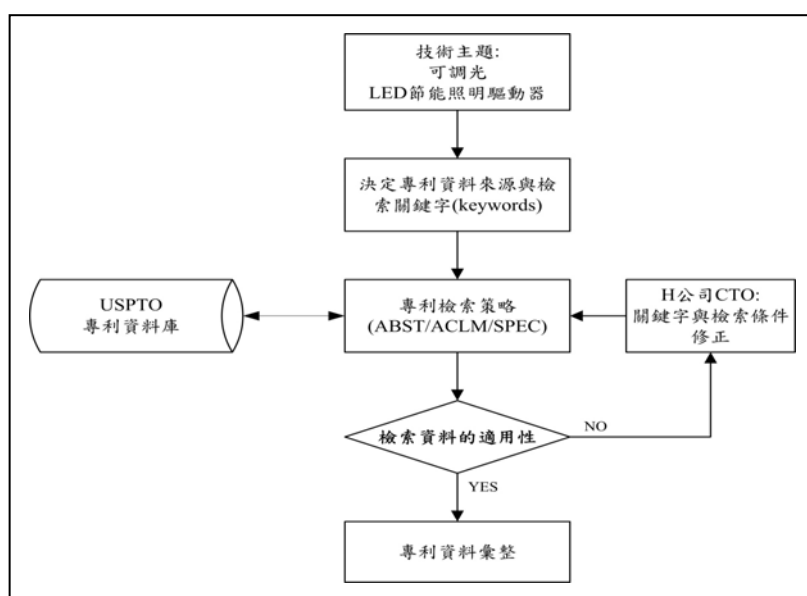 技術主題:
可調光
LED節能照明驅動器
決定專利資料來源與檢
索關鍵字(keywords)
USPTO
專利資料庫
專利檢索策略
(ABST/ACLM/SPEC)
H公司CTO:
關鍵字與檢索條件
修正
檢索資料的適用性
NO
YES
專利資料彙整